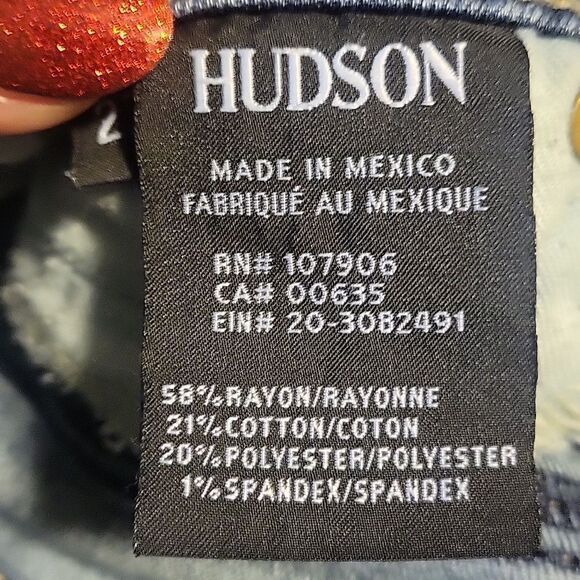 HUDSON
2
MADE IN MEXICO
FABRIQUÉ AU MEXIQUE
RN# 107906
CA# 00635
EIN# 20-3082491
58%RAYON/RAYONNE
21%COTTON/COTON
20%POLYESTER/POLYESTER
1%SPANDEX/SPANDEX